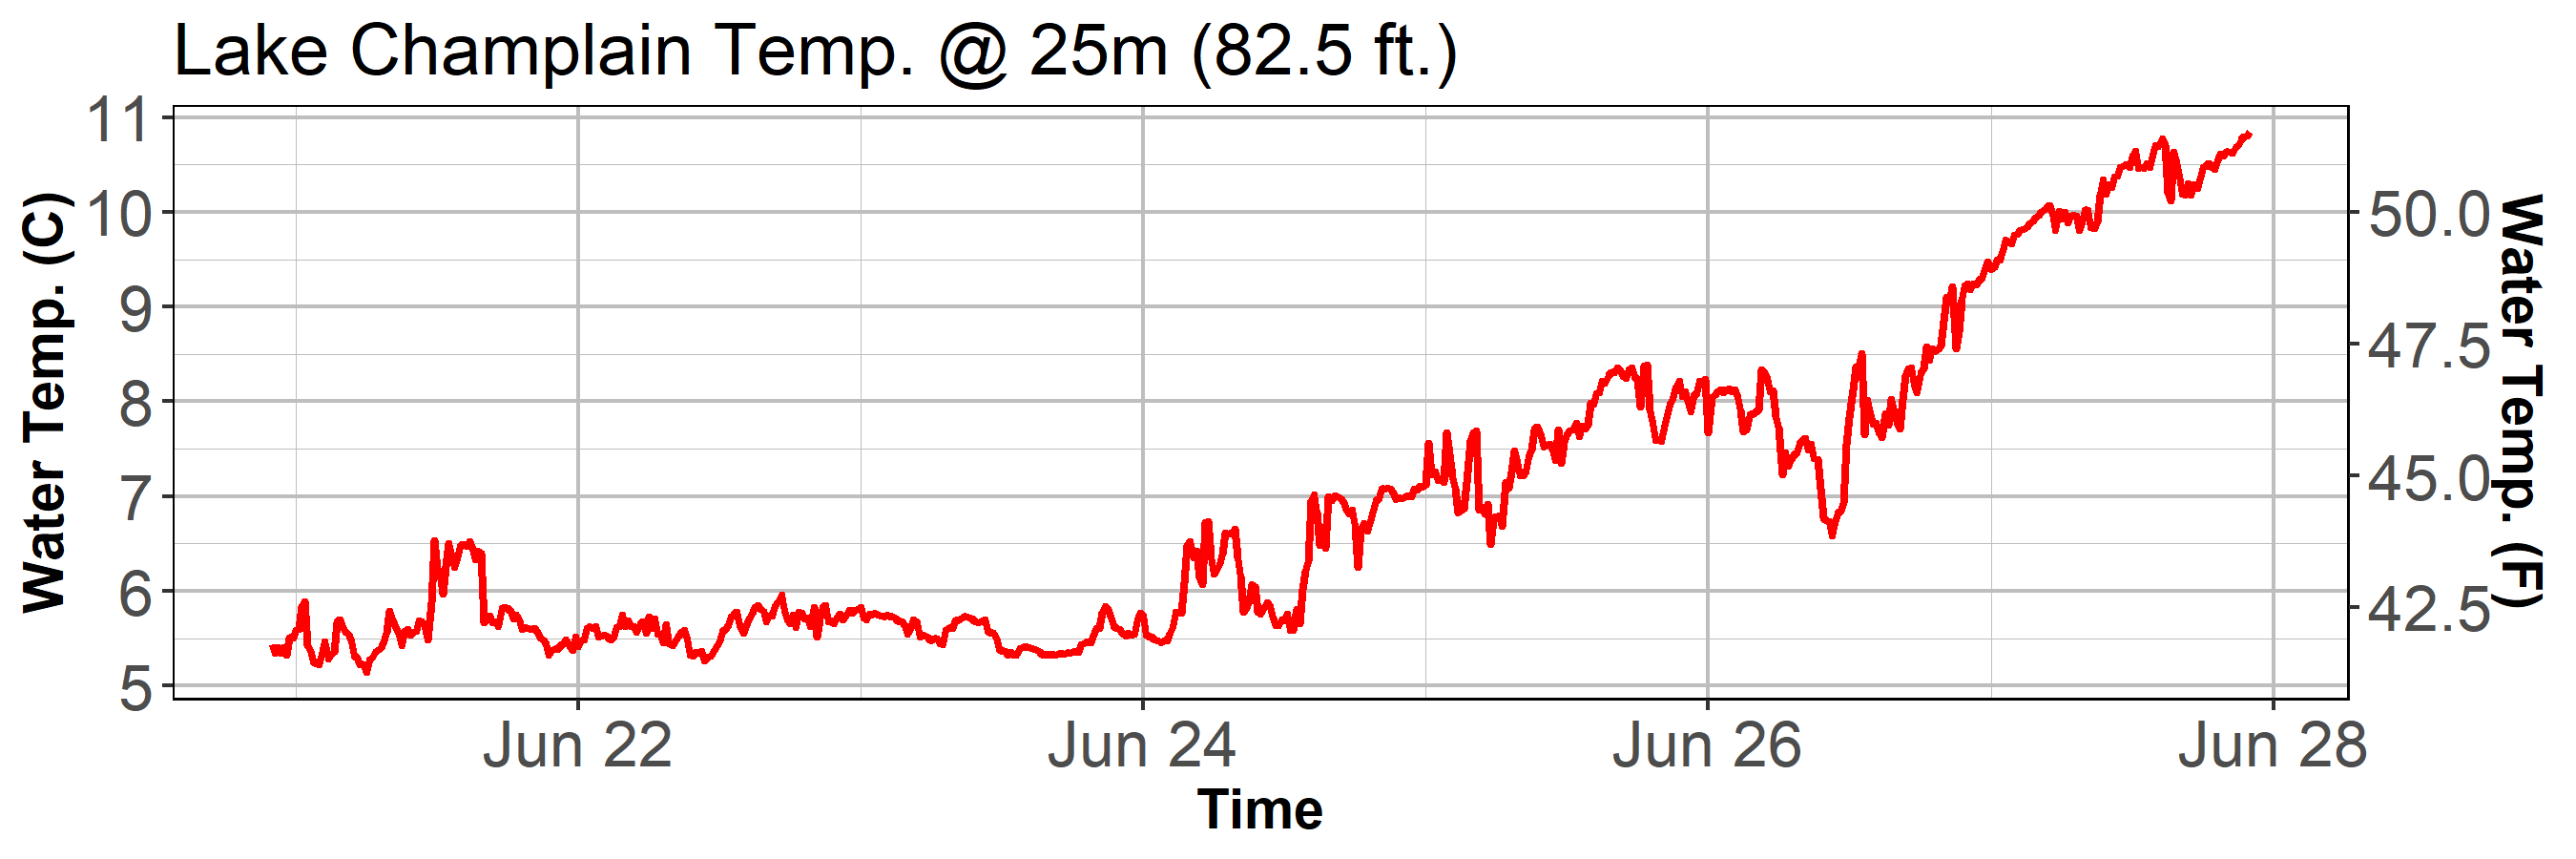 Lake Champlain Temp. @ 25m (82.5 ft.)
Water Temp. (C)
11
10
9
8
7
6
5
50.0
47.5
45.0
42.5
Water Temp. (F)
Jun 22 Jun 24 Jun 26 Jun 28
Time